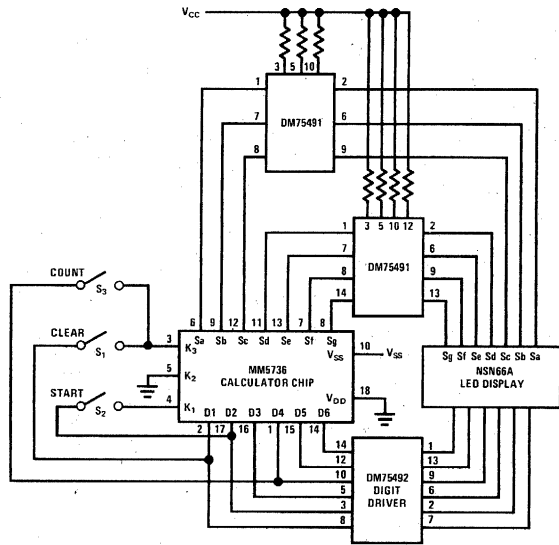 VCC
3 5 10
1 DM75491 2
7 6
8 9
3 5 10 12
1 2
7 DM75491 6
8 9
14 13
COUNT
S3
CLEAR
S1
START
S2
6 9 12 11 13 7 8
Sa Sb Sc Sd Se Sf Sg
3 K3
5 K2
4 K1
MM5736
CALCULATOR CHIP
VSS 10 VSS
VDD 18
D1 D2 D3 D4 D5 D6
2 17 16 1 15 14
Sg Sf Se Sd Sc Sb Sa
NSN66A
LED DISPLAY
14 1
12 13
10 9
5 6
3 2
8 7
DM75492
DIGIT
DRIVER